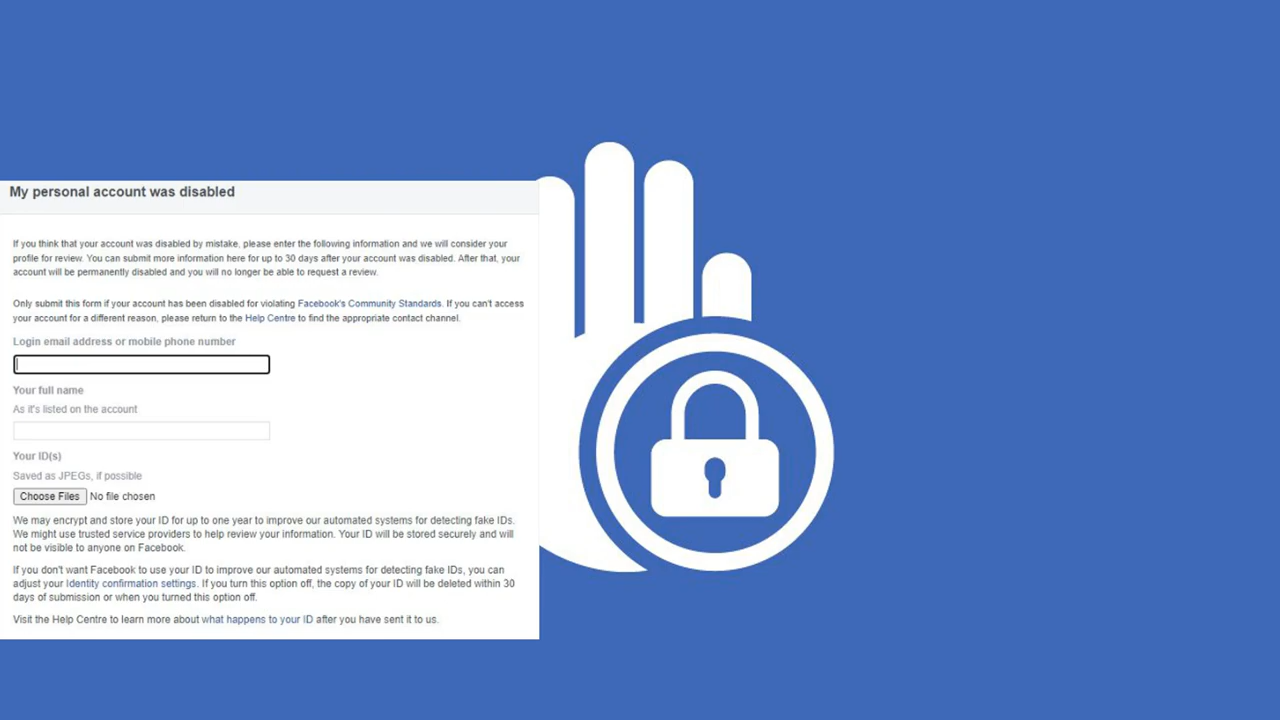 My personal account was disabled
If you think that your account was disabled by mistake, please enter the following information and we will consider your
profile for review. You can submit more information here for up to 30 days after your account was disabled. After that, your
account will be permanently disabled and you will no longer be able to request a review.
Only submit this form if your account has been disabled for violating Facebook's Community Standards. If you can't access
your account for a different reason, please return to the Help Centre to find the appropriate contact channel.
Login email address or mobile phone number
Your full name
As it's listed on the account
Your ID(s)
Saved as JPEGs, if possible
Choose Files No file chosen
We may encrypt and store your ID for up to one year to improve our automated systems for detecting fake IDs.
We might use trusted service providers to help review your information. Your ID will be stored securely and will
not be visible to anyone on Facebook.
If you don't want Facebook to use your ID to improve our automated systems for detecting fake IDs, you can
adjust your Identity confirmation settings. If you turn this option off, the copy of your ID will be deleted within 30
days of submission or when you turned this option off.
Visit the Help Centre to learn more about what happens to your ID after you have sent it to us.